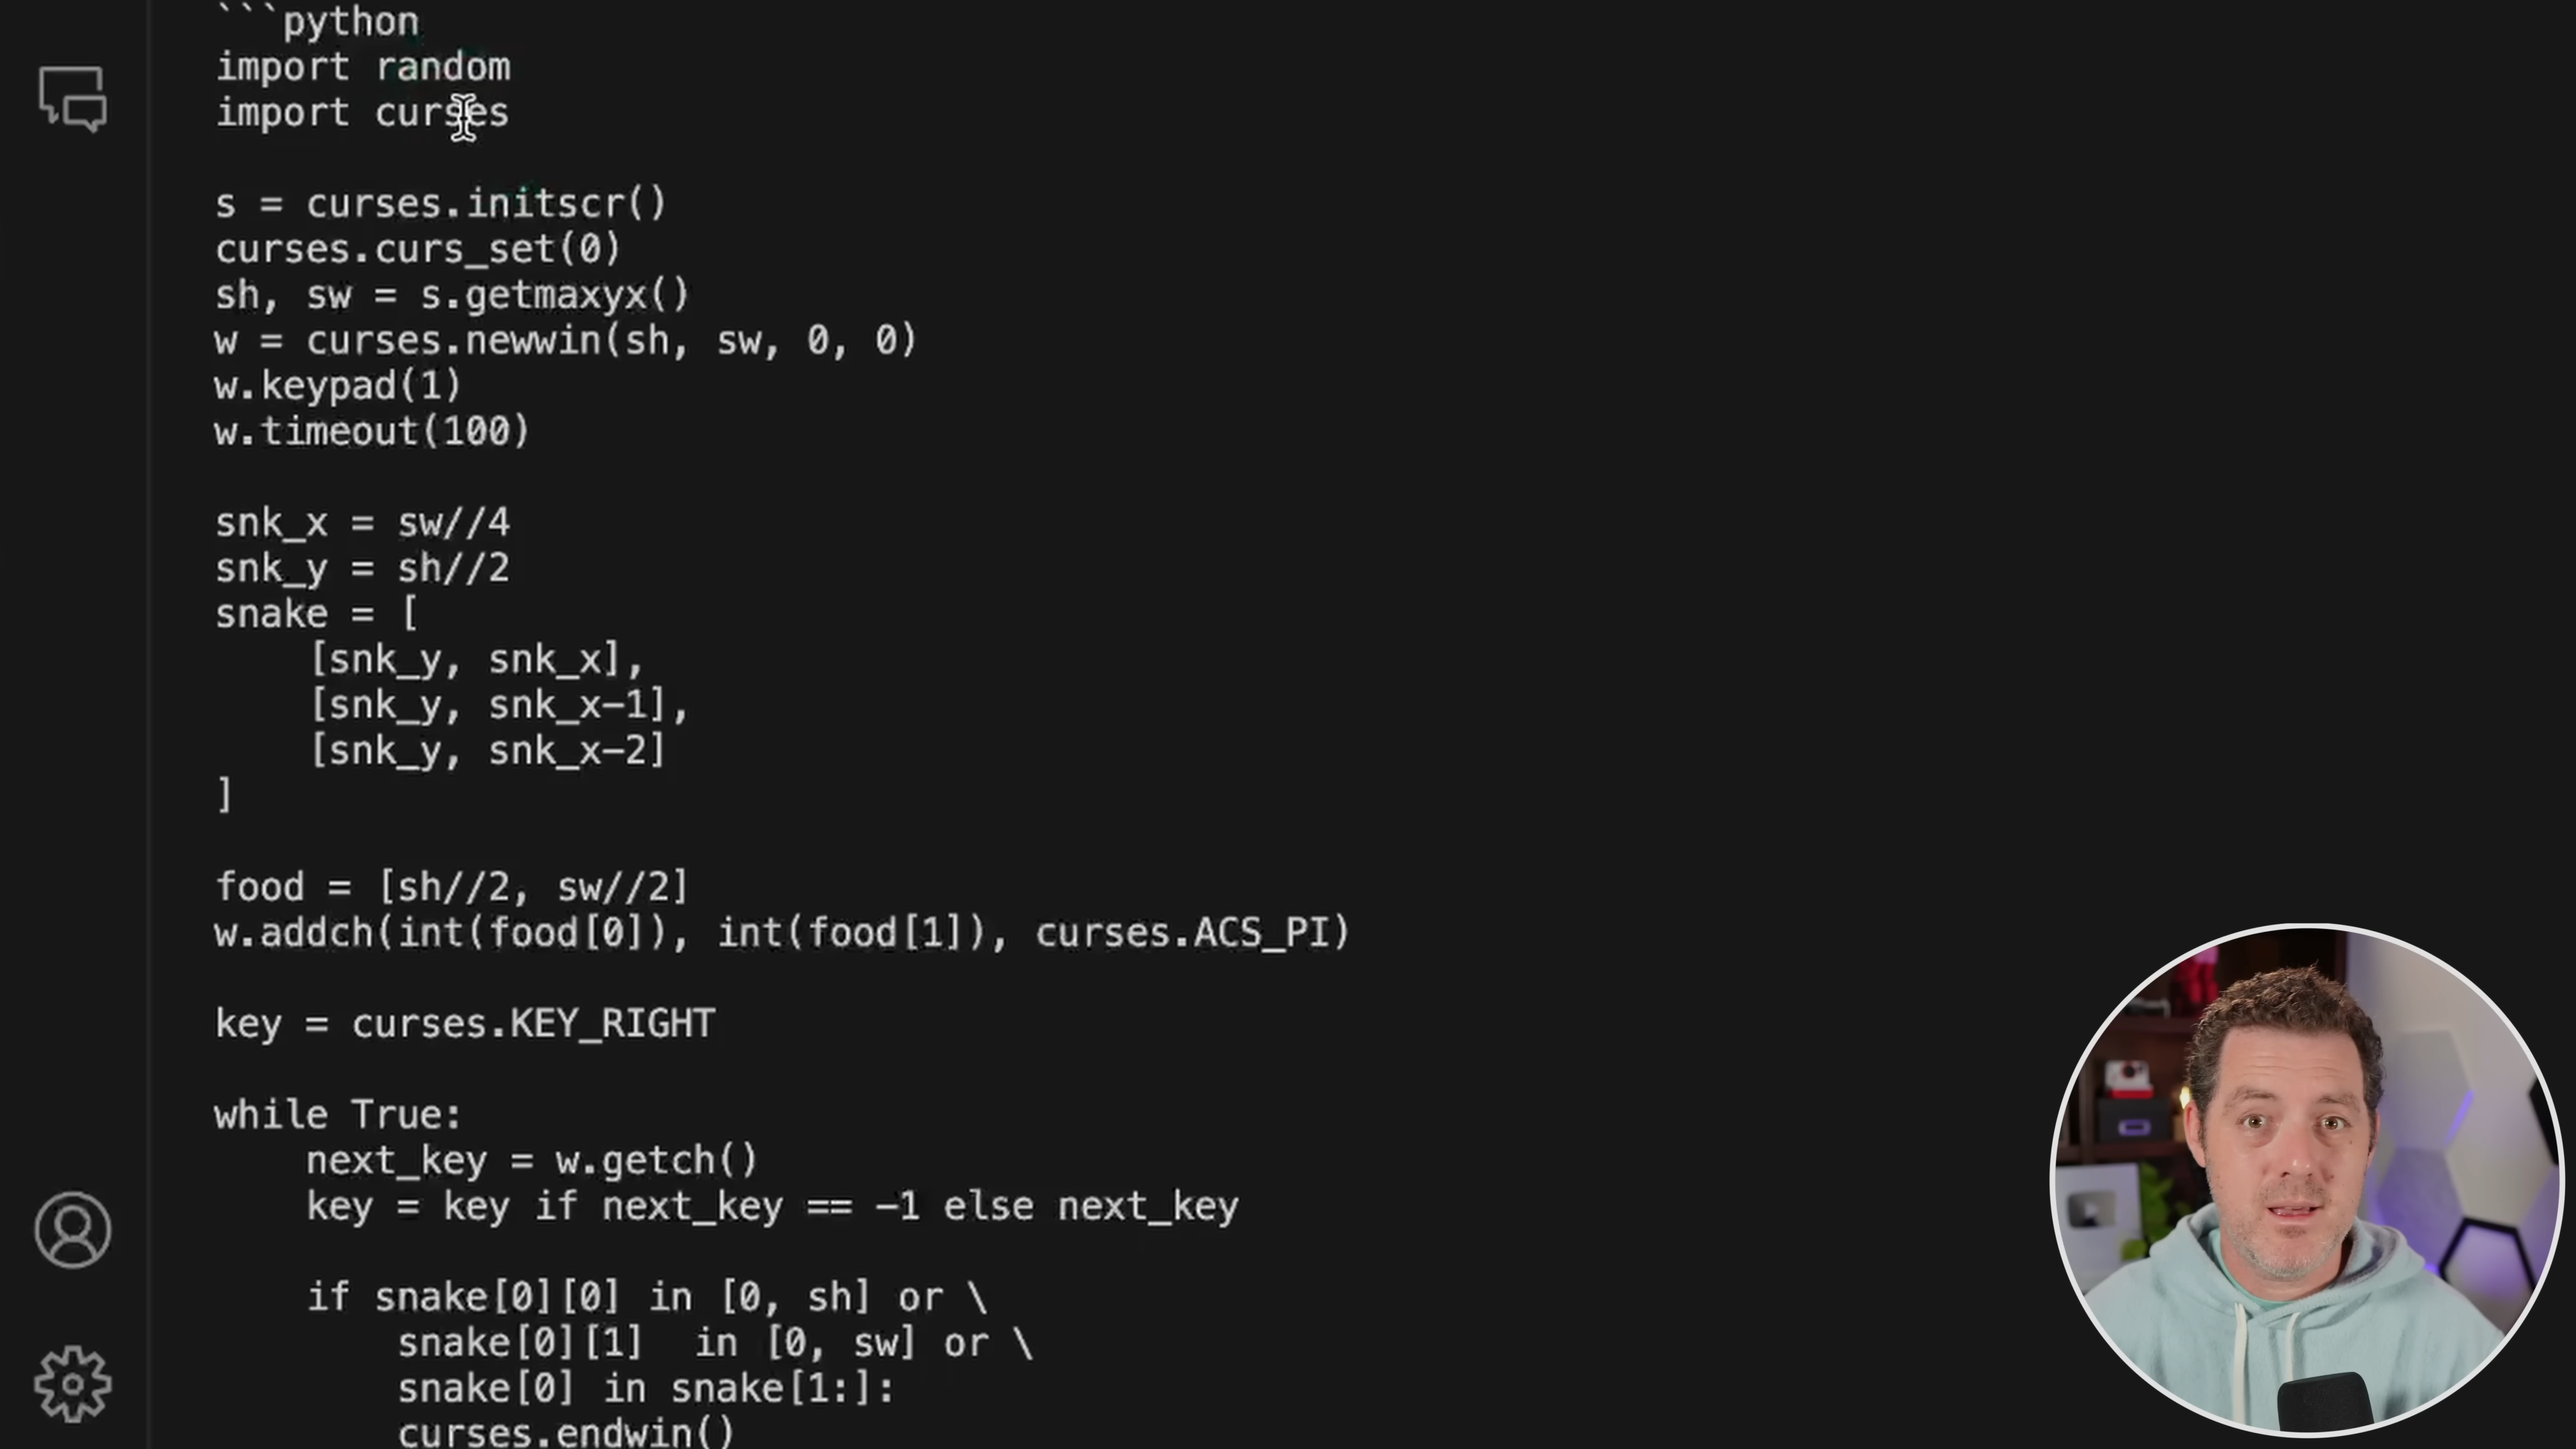 ```python
import random
import curses
s = curses.initscr()
curses.curs_set(0)
sh, sw = s.getmaxyx()
w = curses.newwin(sh, sw, 0, 0)
w.keypad(1)
w.timeout(100)
snk_x = sw//4
snk_y = sh//2
snake = [
    [snk_y, snk_x],
    [snk_y, snk_x-1],
    [snk_y, snk_x-2]
]
food = [sh//2, sw//2]
w.addch(int(food[0]), int(food[1]), curses.ACS_PI)
key = curses.KEY_RIGHT
while True:
    next_key = w.getch()
    key = key if next_key == -1 else next_key
    if snake[0][0] in [0, sh] or \
        snake[0][1]  in [0, sw] or \
        snake[0] in snake[1:]:
        curses.endwin()